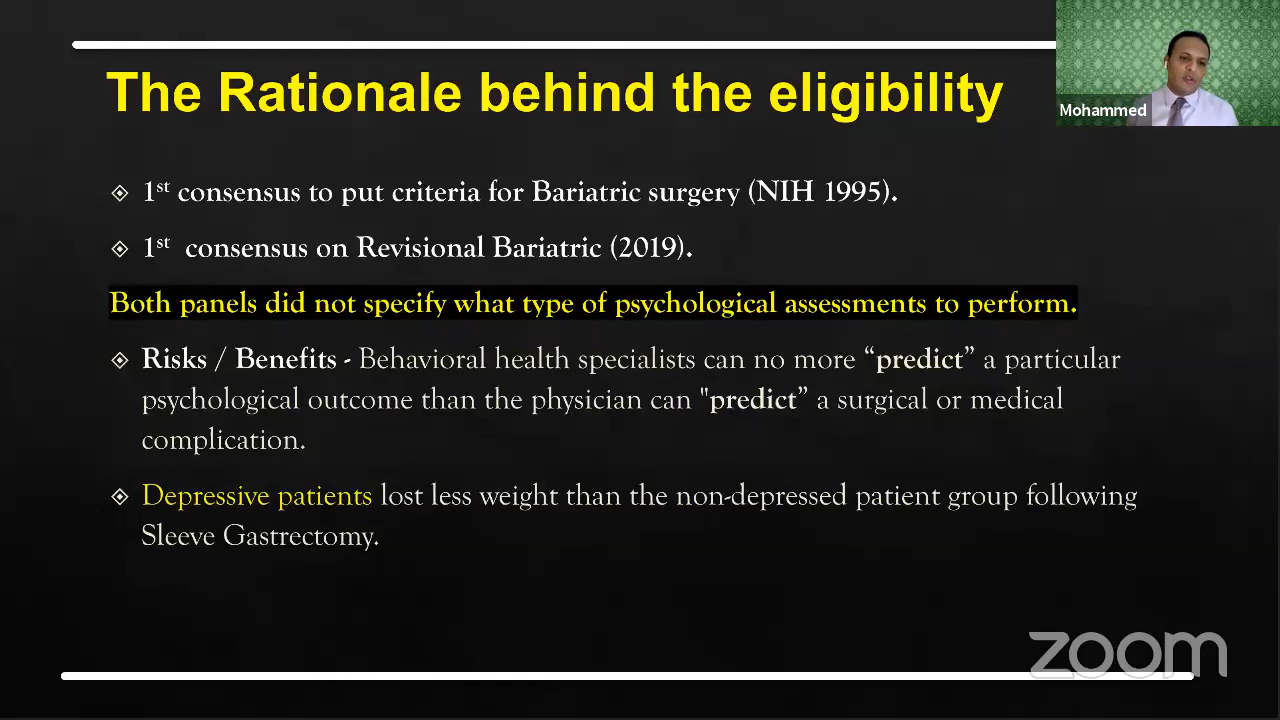 The Rationale behind the eligibility
Mohammed
1st consensus to put criteria for Bariatric surgery (NIH 1995).
1st consensus on Revisional Bariatric (2019).
Both panels did not specify what type of psychological assessments to perform.
Risks / Benefits - Behavioral health specialists can no more “predict” a particular
psychological outcome than the physician can "predict” a surgical or medical
complication.
Depressive patients lost less weight than the non-depressed patient group following
Sleeve Gastrectomy.
zoom